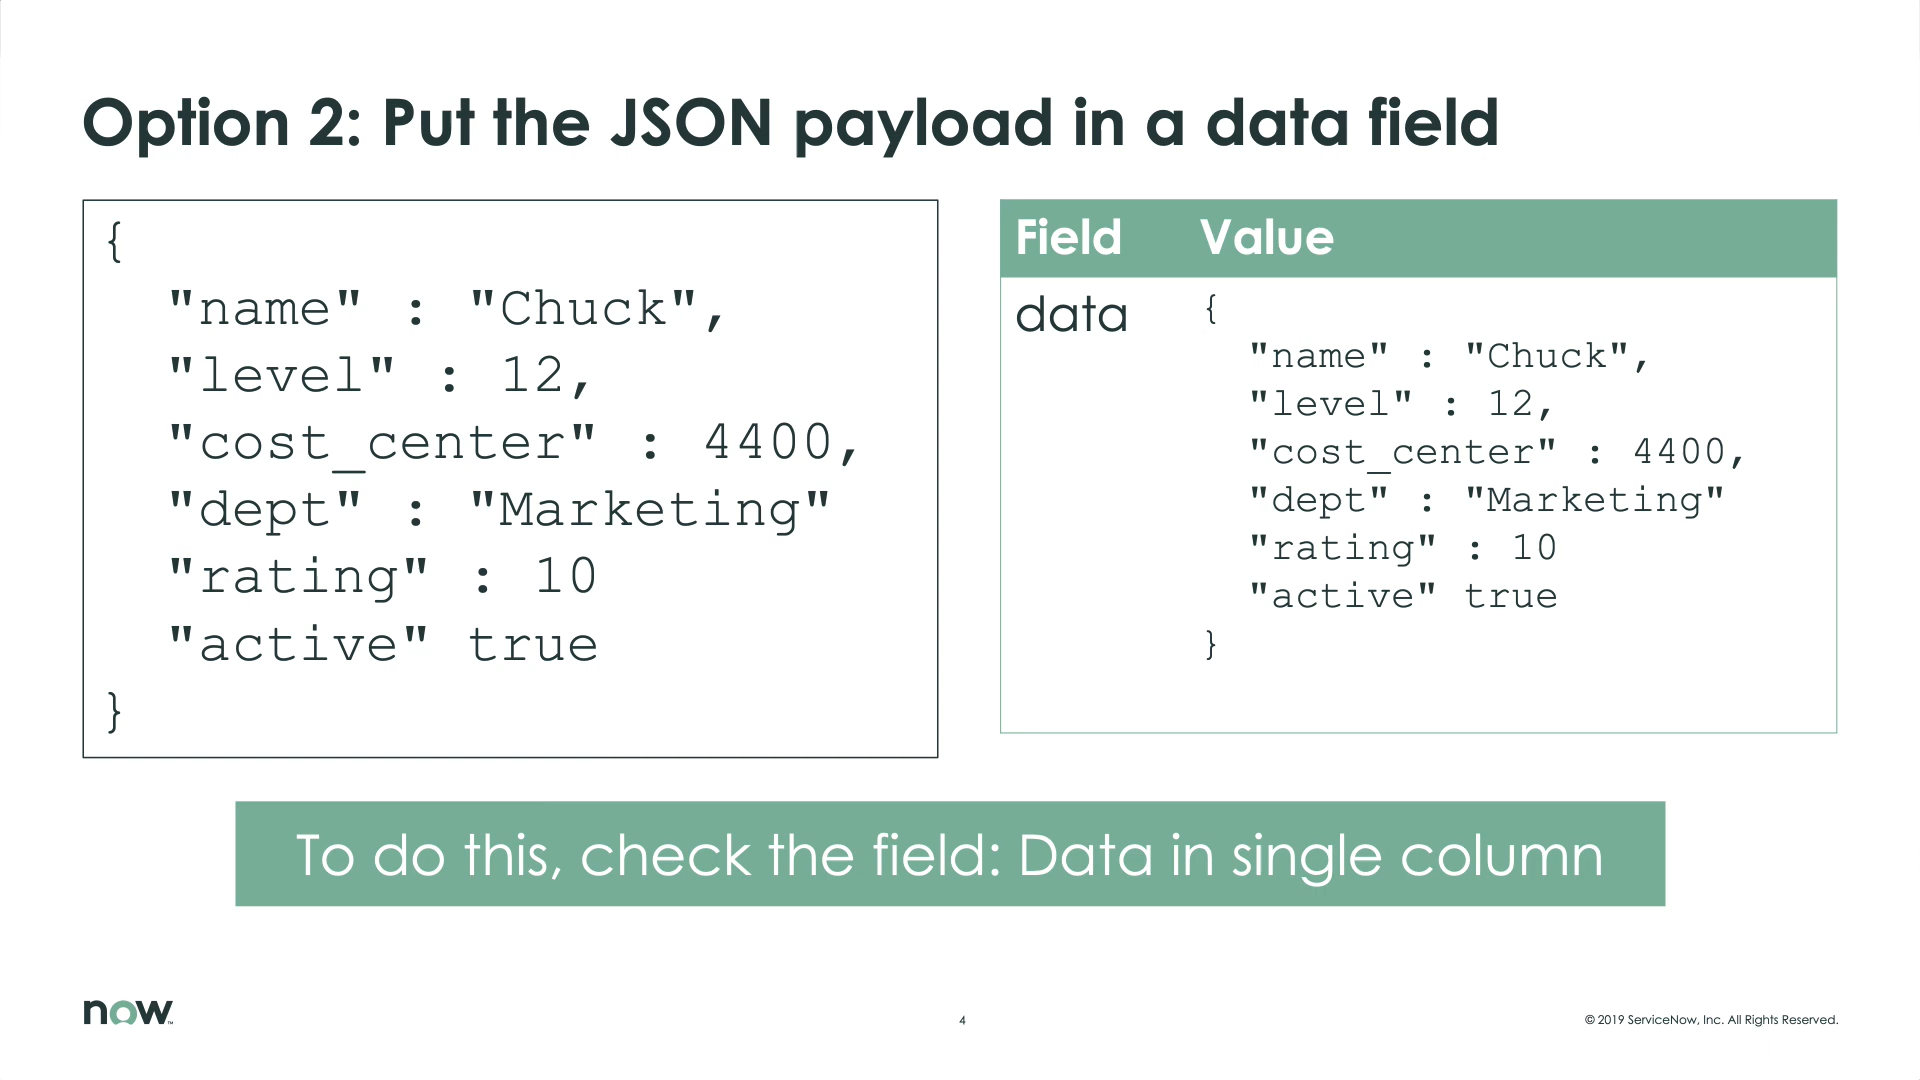 Option 2: Put the JSON payload in a data field
{
"name" : "Chuck",
"level" : 12,
"cost_center" : 4400,
"dept" : "Marketing"
"rating" : 10
"active" true
}
Field Value
data {
"name" : "Chuck",
"level" : 12,
"cost_center" : 4400,
"dept" : "Marketing"
"rating" : 10
"active" true
}
To do this, check the field: Data in single column
now™
4
© 2019 ServiceNow, Inc. All Rights Reserved.